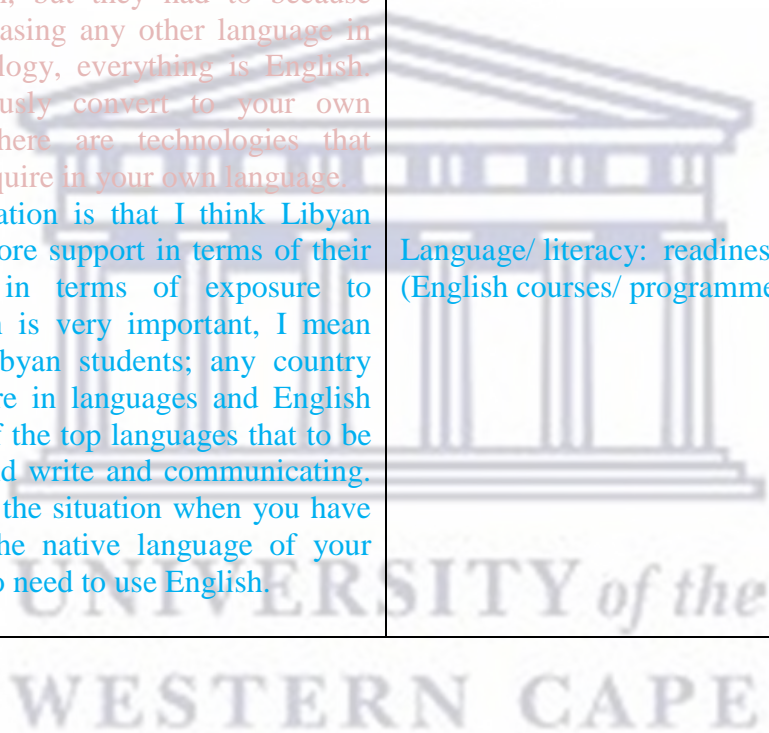 but they had to because
asing any other language in
ology, everything is English.
usly convert to your own
here are technologies that
quire in your own language.
ation is that I think Libyan
ore support in terms of their
in terms of exposure to
is very important, I mean
byan students; any country
re in languages and English
f the top languages that to be
d write and communicating.
the situation when you have
he native language of your
o need to use English.
Language/ literacy: readines
(English courses/ programme
UNIVERSITY of the
WESTERN CAPE